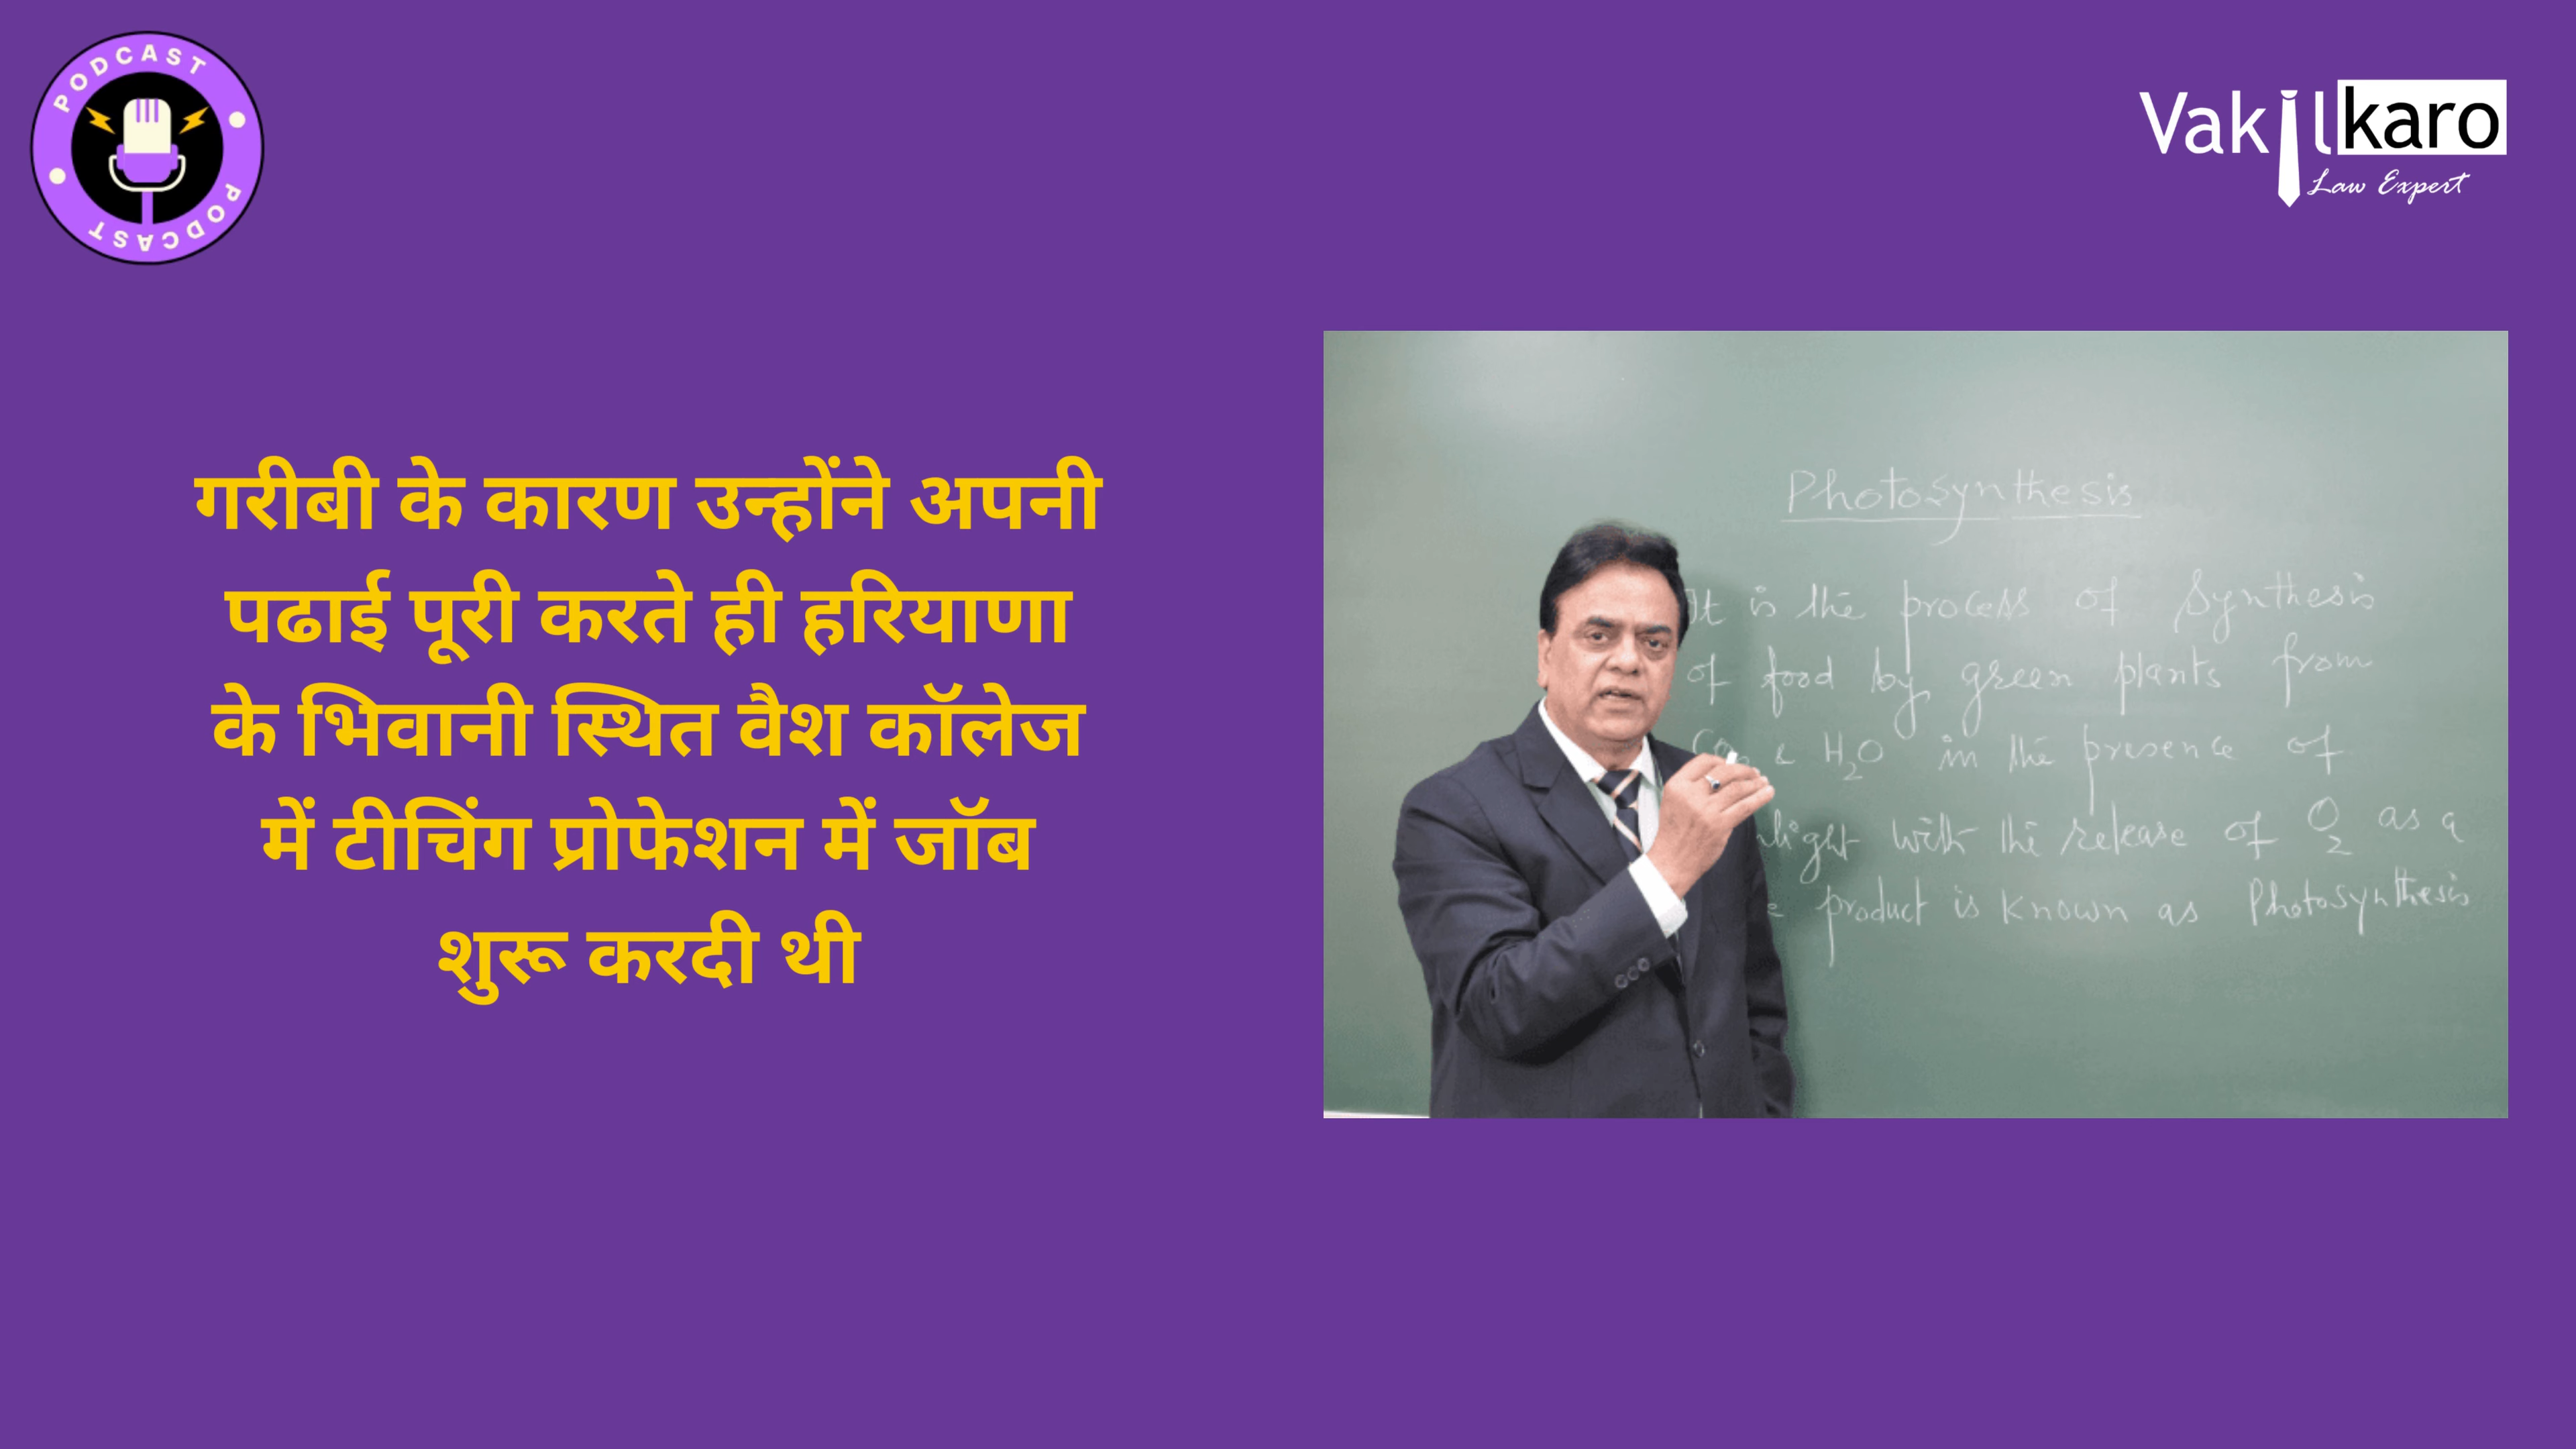 PODCAST
PODCAST
Vakilkaro
Law Expert
गरीबी के कारण उन्होंने अपनी
पढाई पूरी करते ही हरियाणा
के भिवानी स्थित वैश कॉलेज
में टीचिंग प्रोफेशन में जॉब
शुरू करदी थी
Photosynthesis
It is the process of Synthesis
of food by green plants from
& H2O in the presence of
light with the release of O2 as a
product is known as Photosynthesis